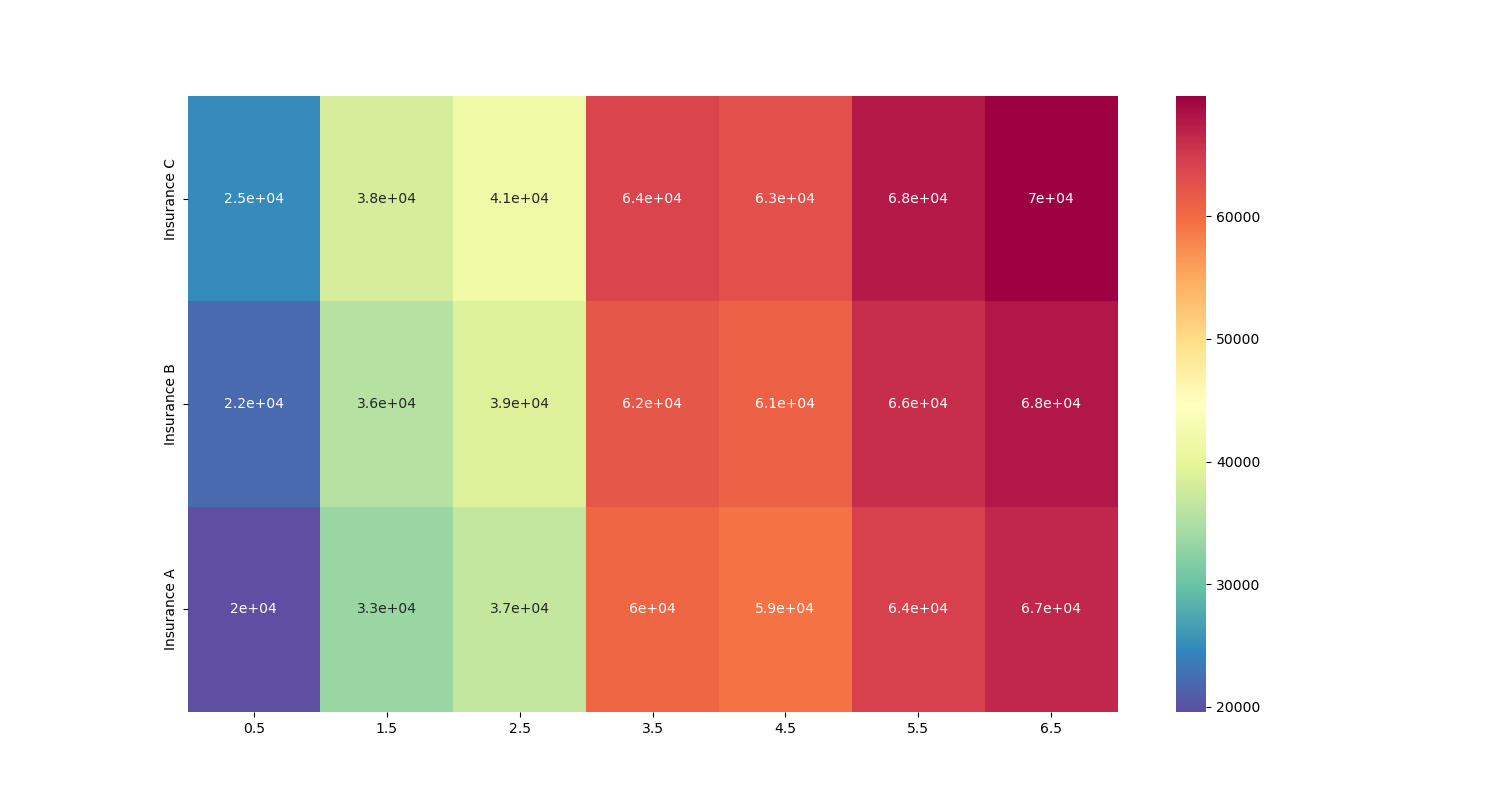 Insurance C
2.5e+04 3.8e+04 4.1e+04 6.4e+04 6.3e+04 6.8e+04 7e+04
Insurance B
2.2e+04 3.6e+04 3.9e+04 6.2e+04 6.1e+04 6.6e+04 6.8e+04
Insurance A
2e+04 3.3e+04 3.7e+04 6e+04 5.9e+04 6.4e+04 6.7e+04
0.5 1.5 2.5 3.5 4.5 5.5 6.5
60000
50000
40000
30000
20000